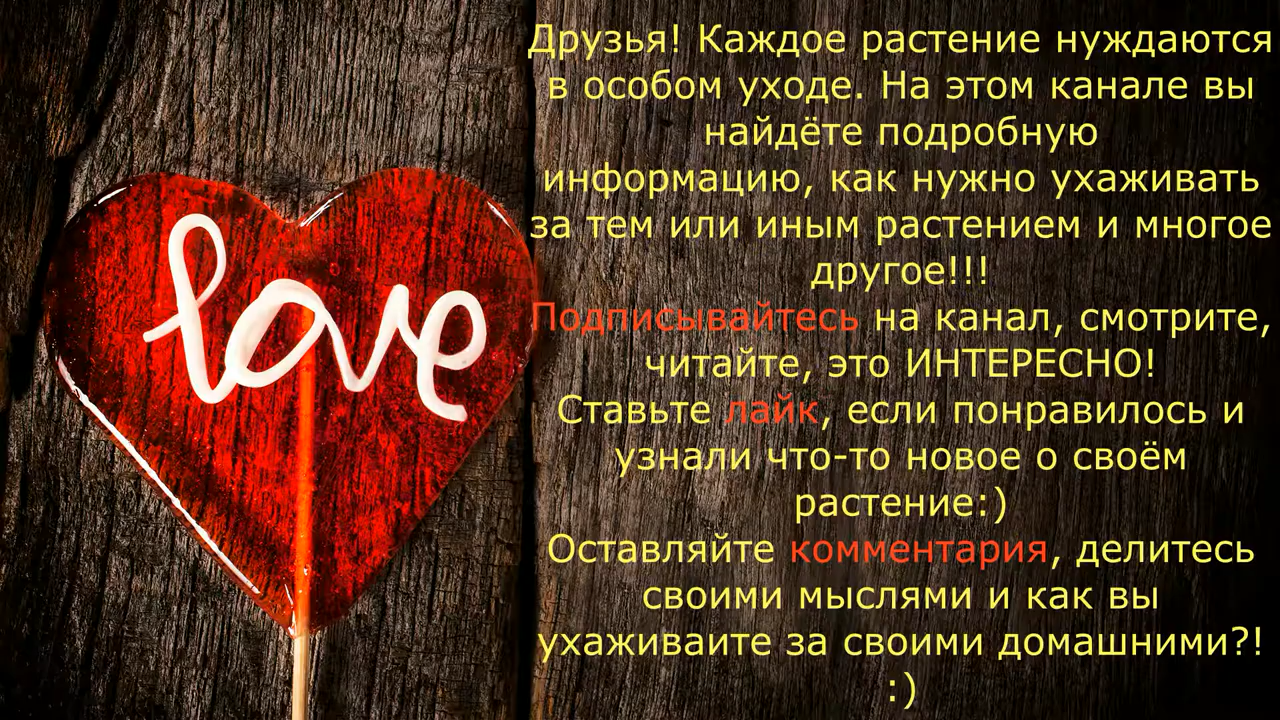 love
Друзья! Каждое растение нуждаются
в особом уходе. На этом канале вы
найдёте подробную
информацию, как нужно ухаживать
за тем или иным растением и многое
другое!!!
Подписывайтесь на канал, смотрите,
читайте, это ИНТЕРЕСНО!
Ставьте лайк, если понравилось и
узнали что-то новое о своём
растение:)
Оставляйте комментария, делитесь
своими мыслями и как вы
ухаживаите за своими домашними?!
:)